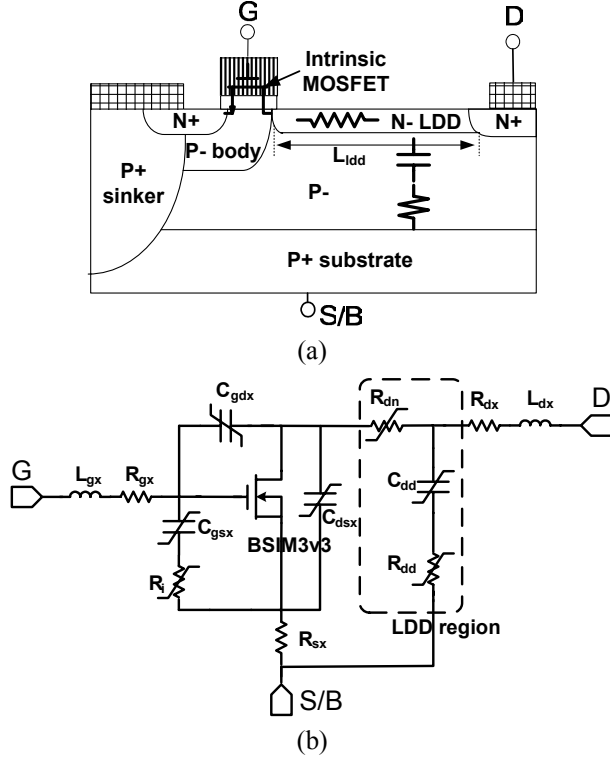 G
D
Intrinsic
MOSFET
N+
N- LDD
N+
P- body
L_ldd
P+
sinker
P-
P+ substrate
S/B
(a)
C_gdx
R_dn
R_dx
L_dx
D
G
L_gx
R_gx
C_gsx
C_dsx
C_dd
BSIM3v3
R_i
R_dd
R_sx
LDD region
S/B
(b)